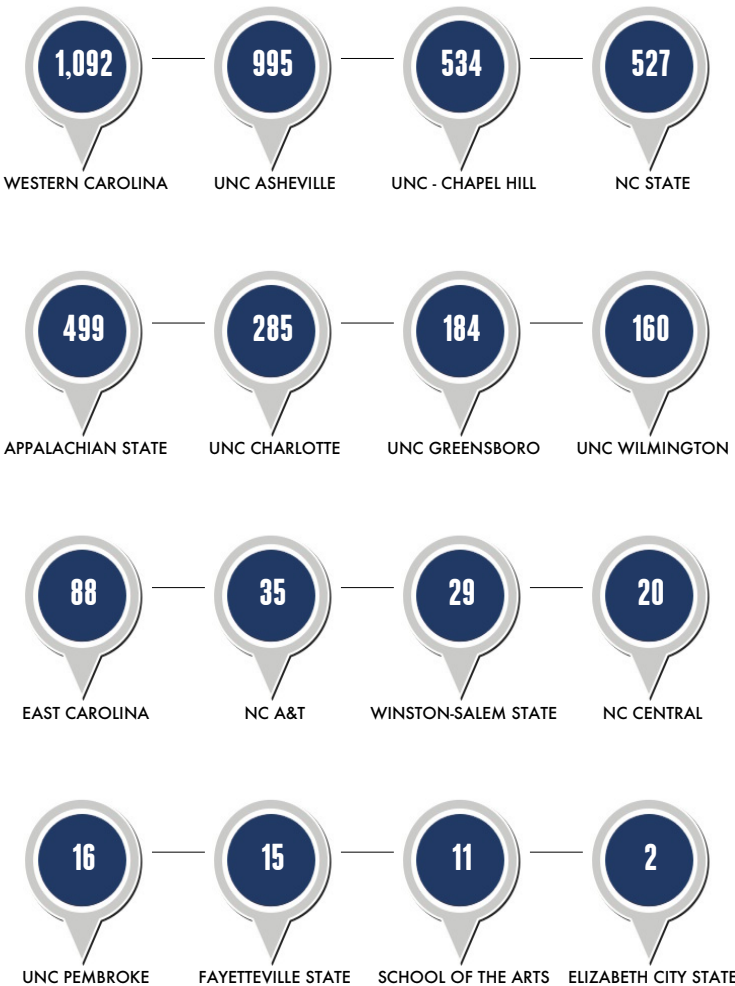 1,092 995 534 527
WESTERN CAROLINA UNC ASHEVILLE UNC - CHAPEL HILL NC STATE
499 285 184 160
APPALACHIAN STATE UNC CHARLOTTE UNC GREENSBORO UNC WILMINGTON
88 35 29 20
EAST CAROLINA NC A&T WINSTON-SALEM STATE NC CENTRAL
16 15 11 2
UNC PEMBROKE FAYETTEVILLE STATE SCHOOL OF THE ARTS ELIZABETH CITY STATE